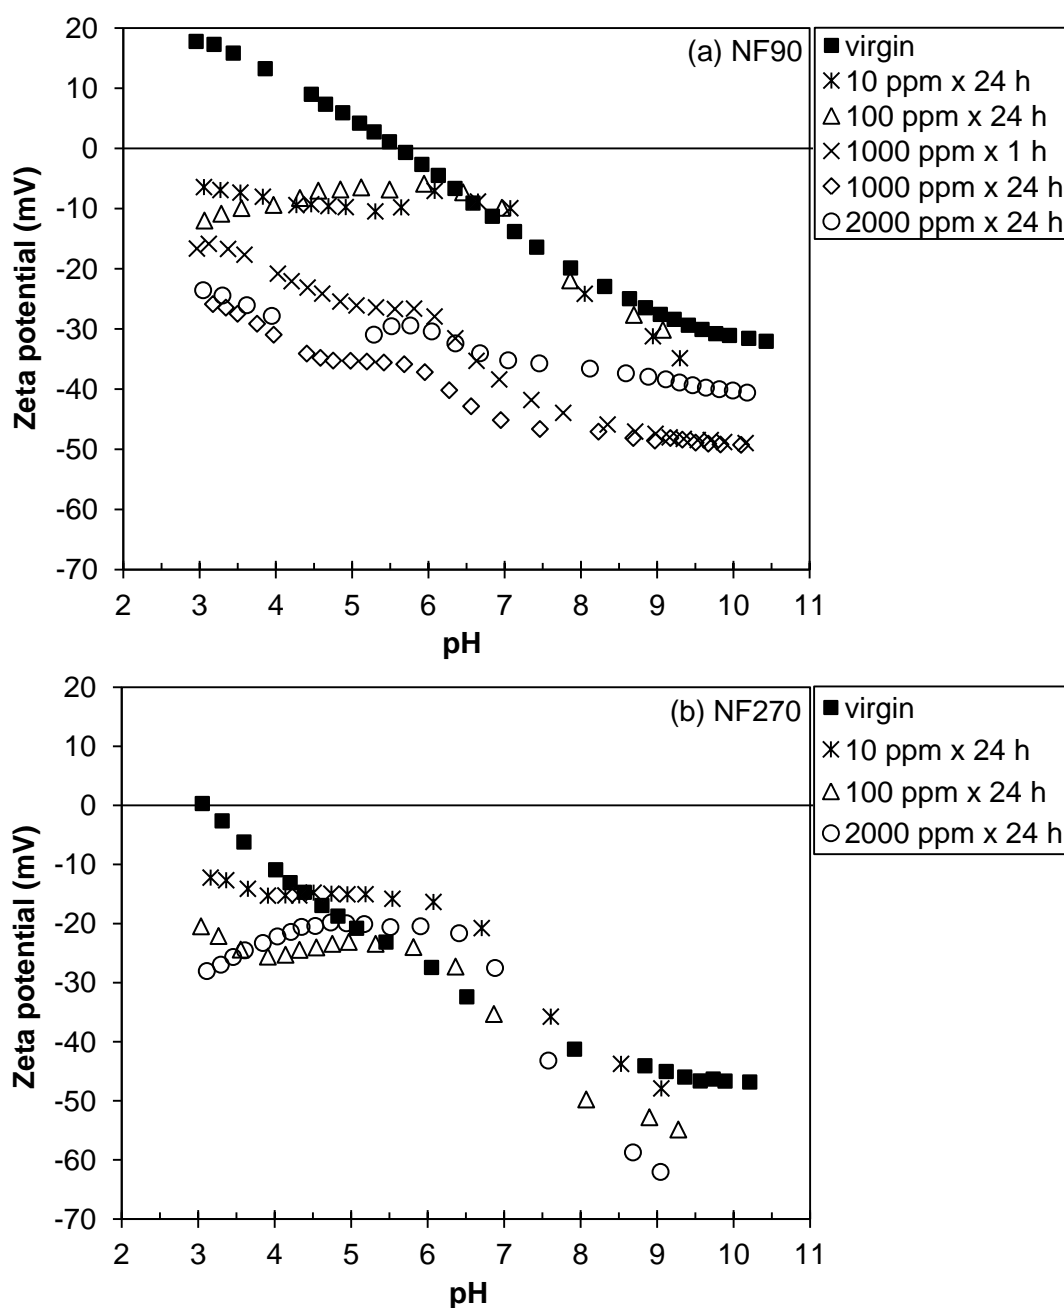 (a) NF90
virgin
10 ppm x 24 h
100 ppm x 24 h
1000 ppm x 1 h
1000 ppm x 24 h
2000 ppm x 24 h
Zeta potential (mV)
20
10
0
-10
-20
-30
-40
-50
-60
-70
2 3 4 5 6 7 8 9 10 11
pH
(b) NF270
virgin
10 ppm x 24 h
100 ppm x 24 h
2000 ppm x 24 h
Zeta potential (mV)
20
10
0
-10
-20
-30
-40
-50
-60
-70
2 3 4 5 6 7 8 9 10 11
pH